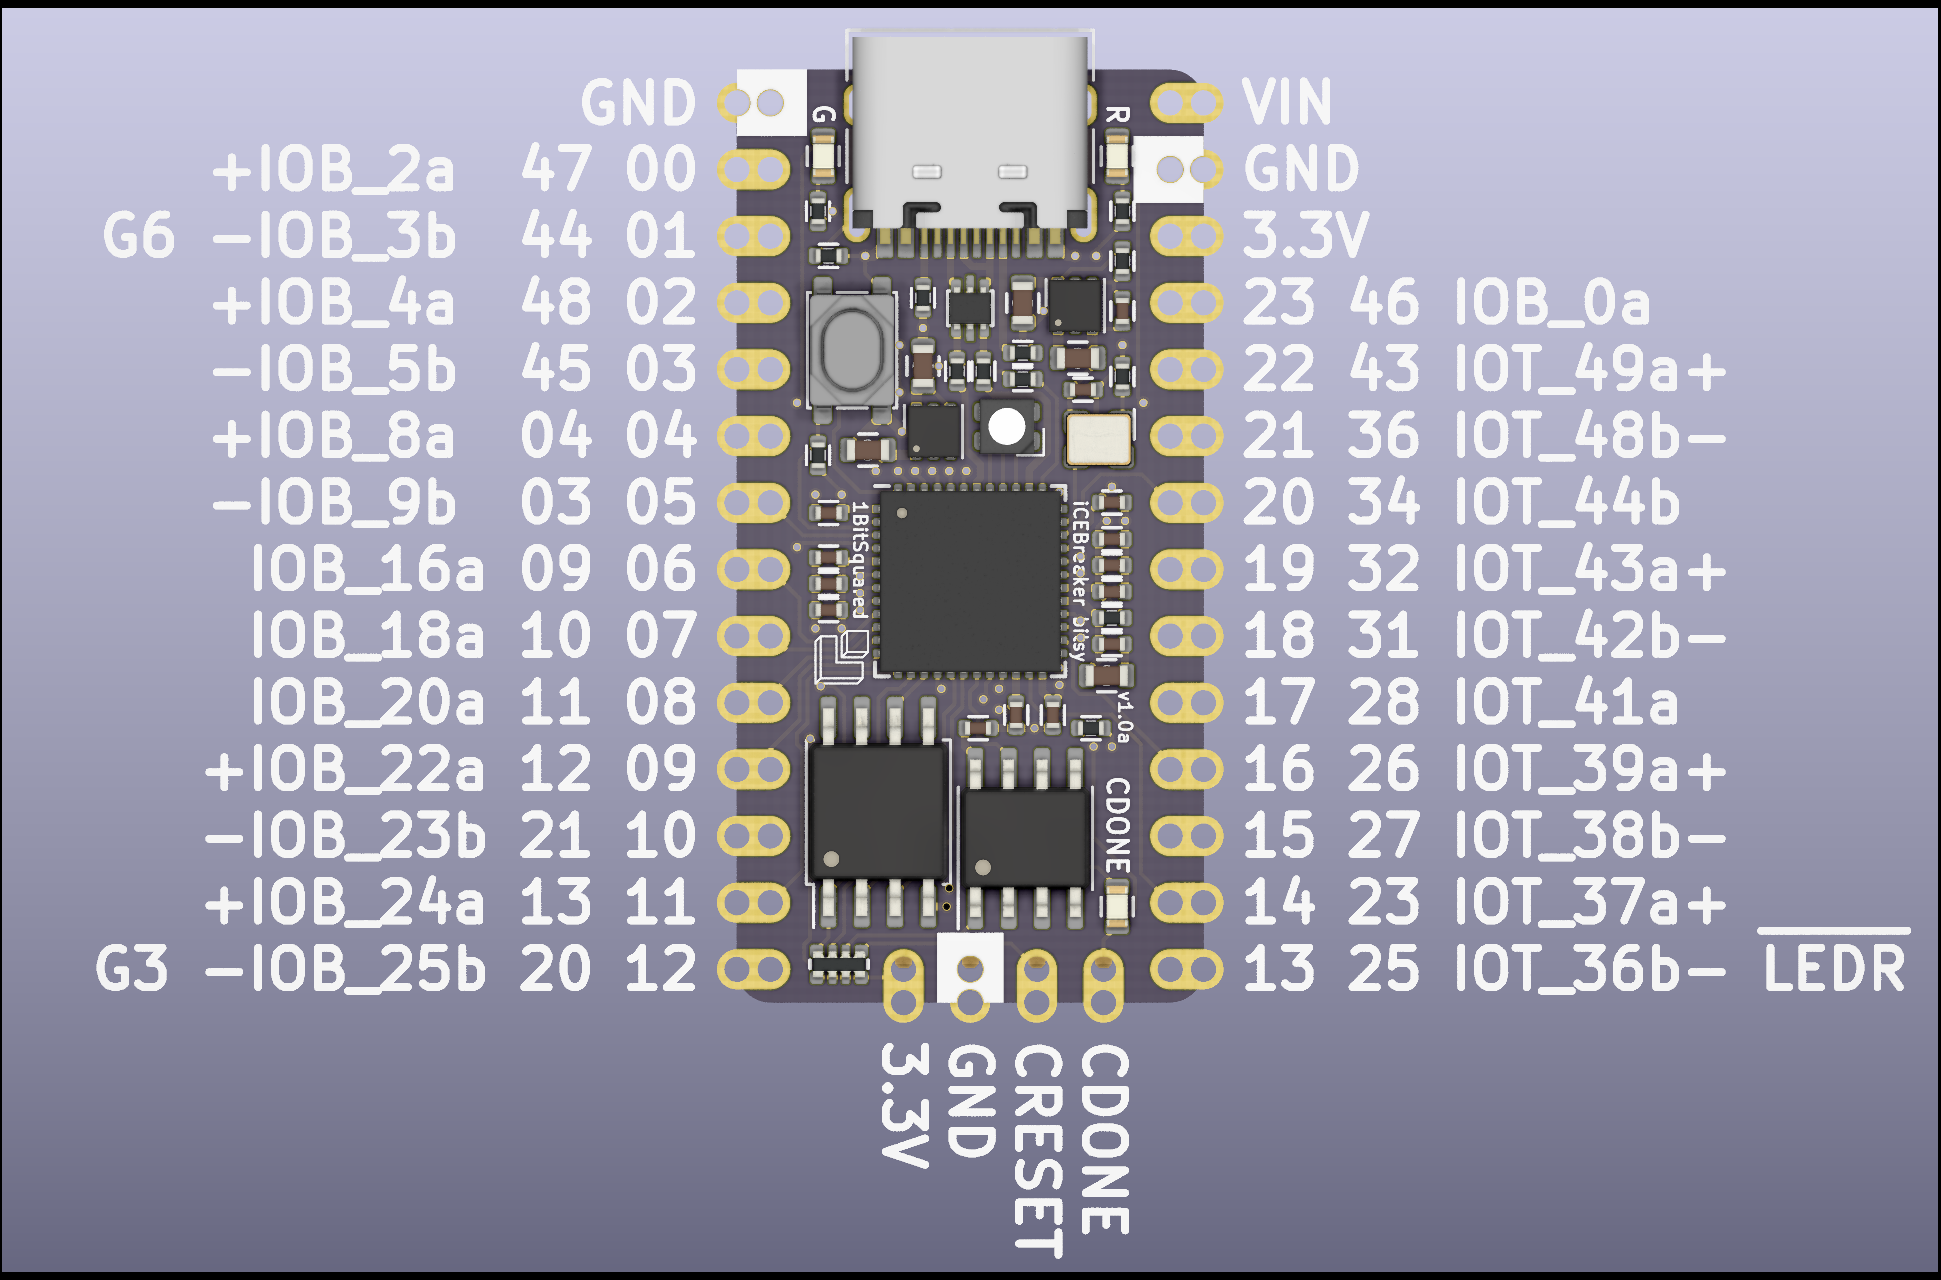 GND
+IOB_2a 47 00
G6 -IOB_3b 44 01
+IOB_4a 48 02
-IOB_5b 45 03
+IOB_8a 04 04
-IOB_9b 03 05
IOB_16a 09 06
IOB_18a 10 07
IOB_20a 11 08
+IOB_22a 12 09
-IOB_23b 21 10
+IOB_24a 13 11
G3 -IOB_25b 20 12
G
R
1BitSquared
iCEBreaker bitsy
v1.0a
CDONE
VIN
GND
3.3V
23 46 IOB_0a
22 43 IOT_49a+
21 36 IOT_48b-
20 34 IOT_44b
19 32 IOT_43a+
18 31 IOT_42b-
17 28 IOT_41a
16 26 IOT_39a+
15 27 IOT_38b-
14 23 IOT_37a+
13 25 IOT_36b- LEDR
3.3V
GND
CRESET
CDONE